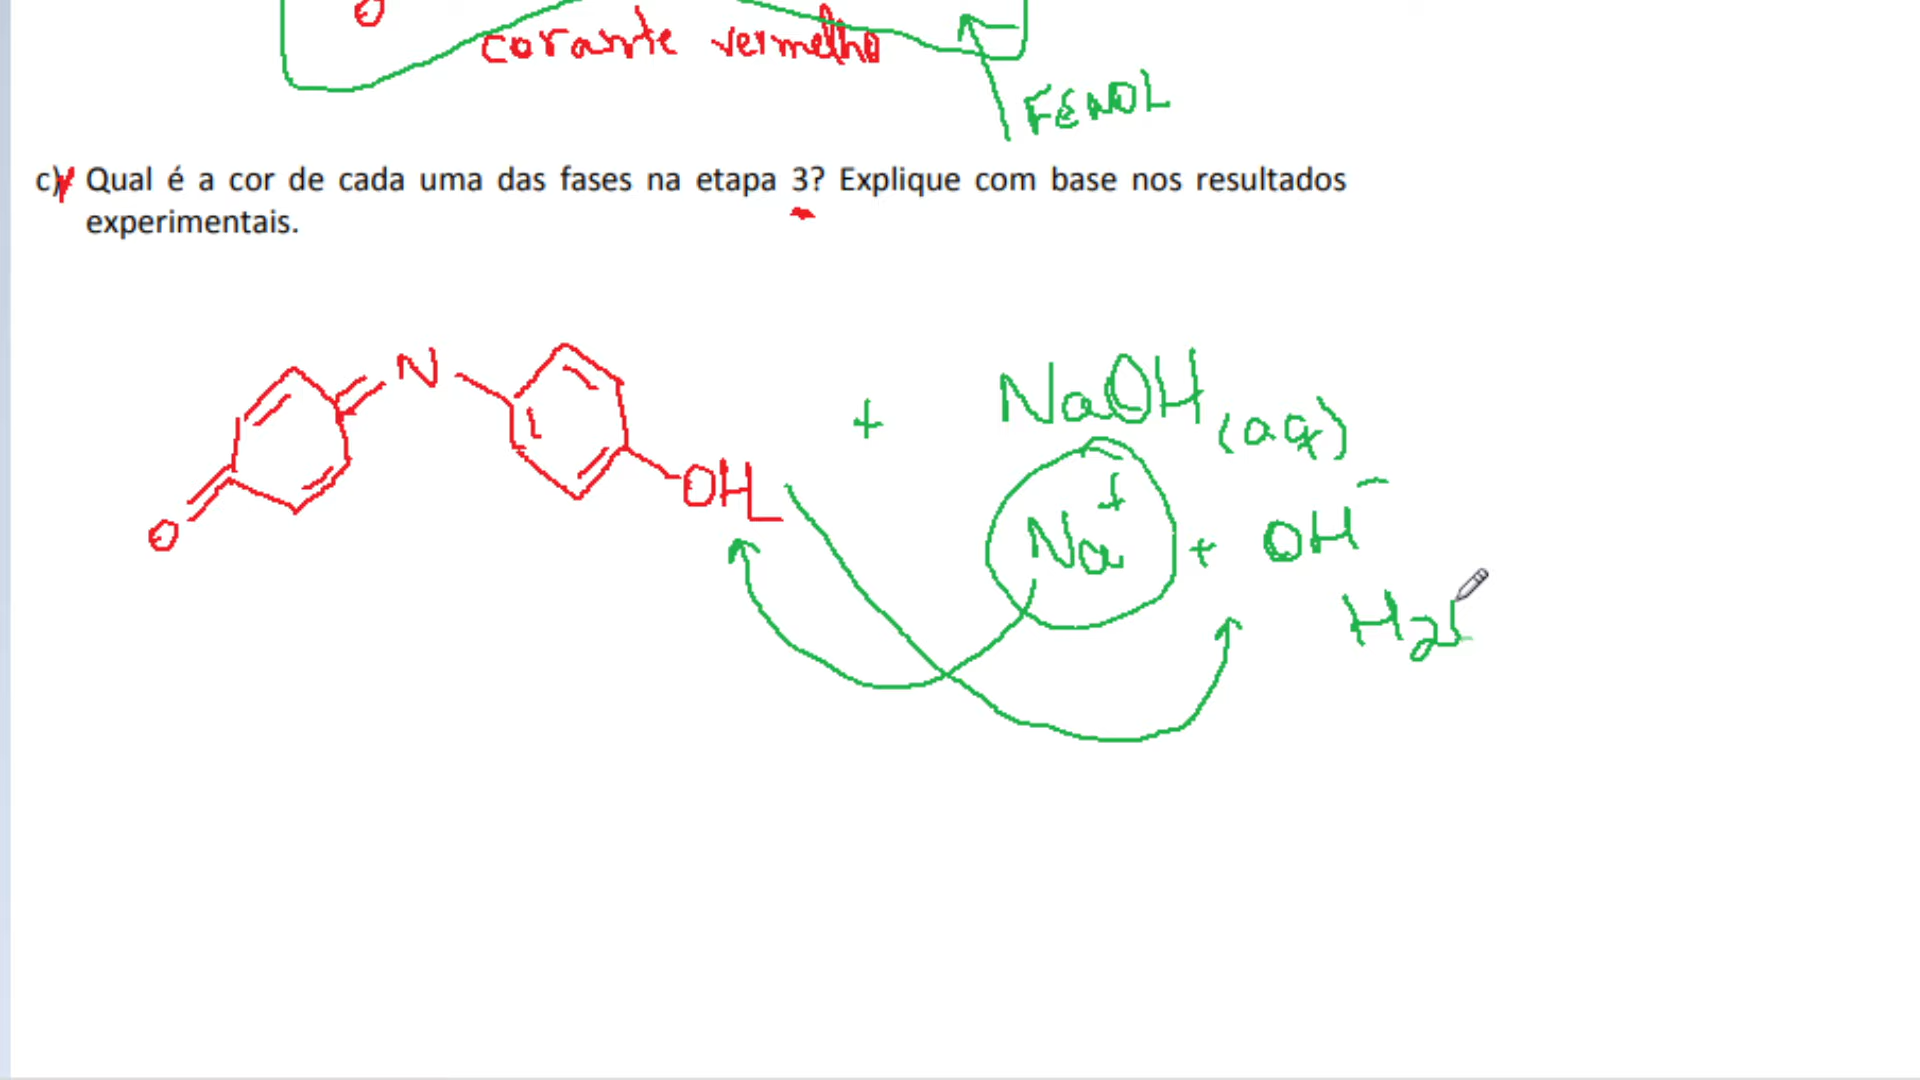 O
corante vermelho
FENOL
c) Qual é a cor de cada uma das fases na etapa 3? Explique com base nos resultados
experimentais.
N
+ NaOH(aq)
OH
O
Na+ + OH-
H2